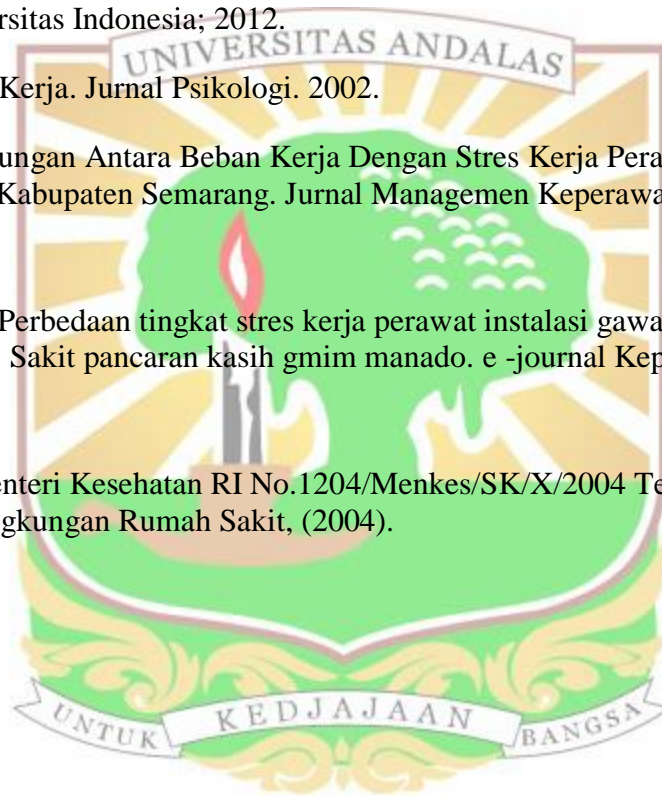 rsitas Indonesia; 2012.
UNIVERSITAS ANDALAS
Kerja. Jurnal Psikologi. 2002.
ungan Antara Beban Kerja Dengan Stres Kerja Pera
Kabupaten Semarang. Jurnal Managemen Keperawa
Perbedaan tingkat stres kerja perawat instalasi gawa
Sakit pancaran kasih gmim manado. e -journal Kep
enteri Kesehatan RI No.1204/Menkes/SK/X/2004 Te
gkungan Rumah Sakit, (2004).
UNTUK KEDJAJAAN BANGSA